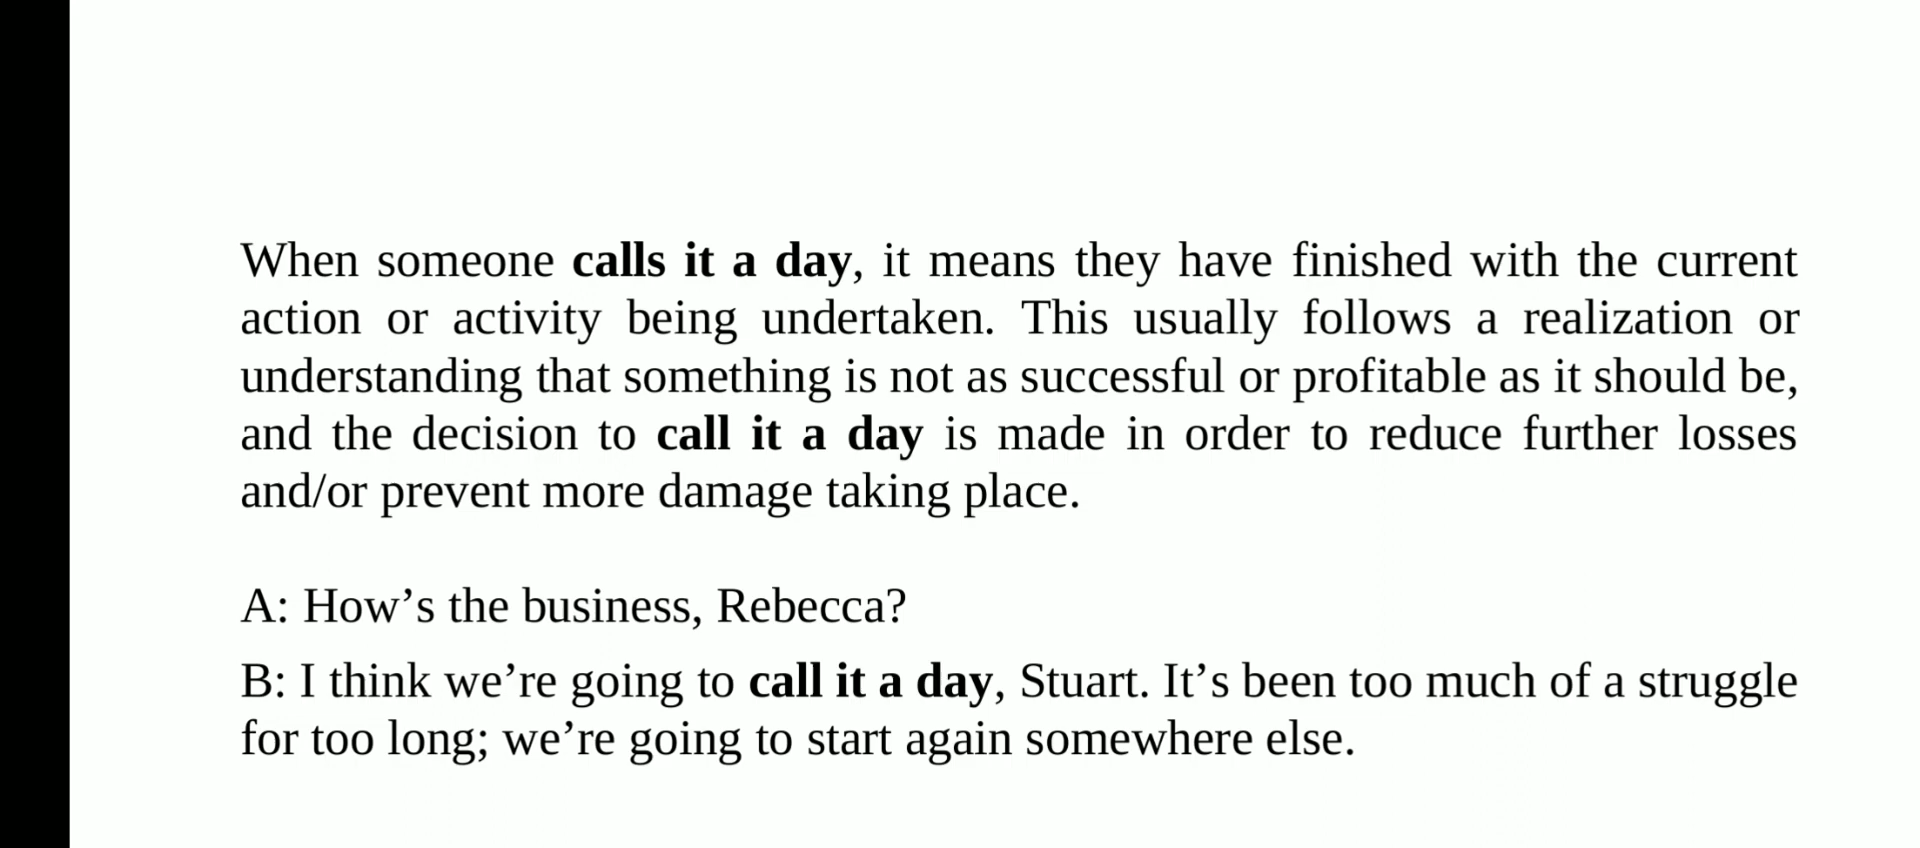 When someone calls it a day, it means they have finished with the current
action or activity being undertaken. This usually follows a realization or
understanding that something is not as successful or profitable as it should be,
and the decision to call it a day is made in order to reduce further losses
and/or prevent more damage taking place.
A: How’s the business, Rebecca?
B: I think we’re going to call it a day, Stuart. It’s been too much of a struggle
for too long; we’re going to start again somewhere else.